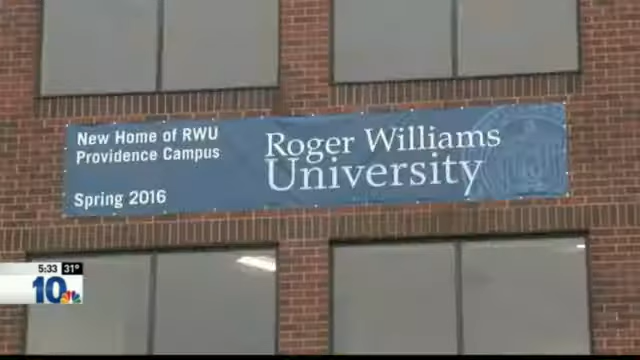 New Home of RWU
Providence Campus
Spring 2016
Roger Williams
University
5:33 31°
10